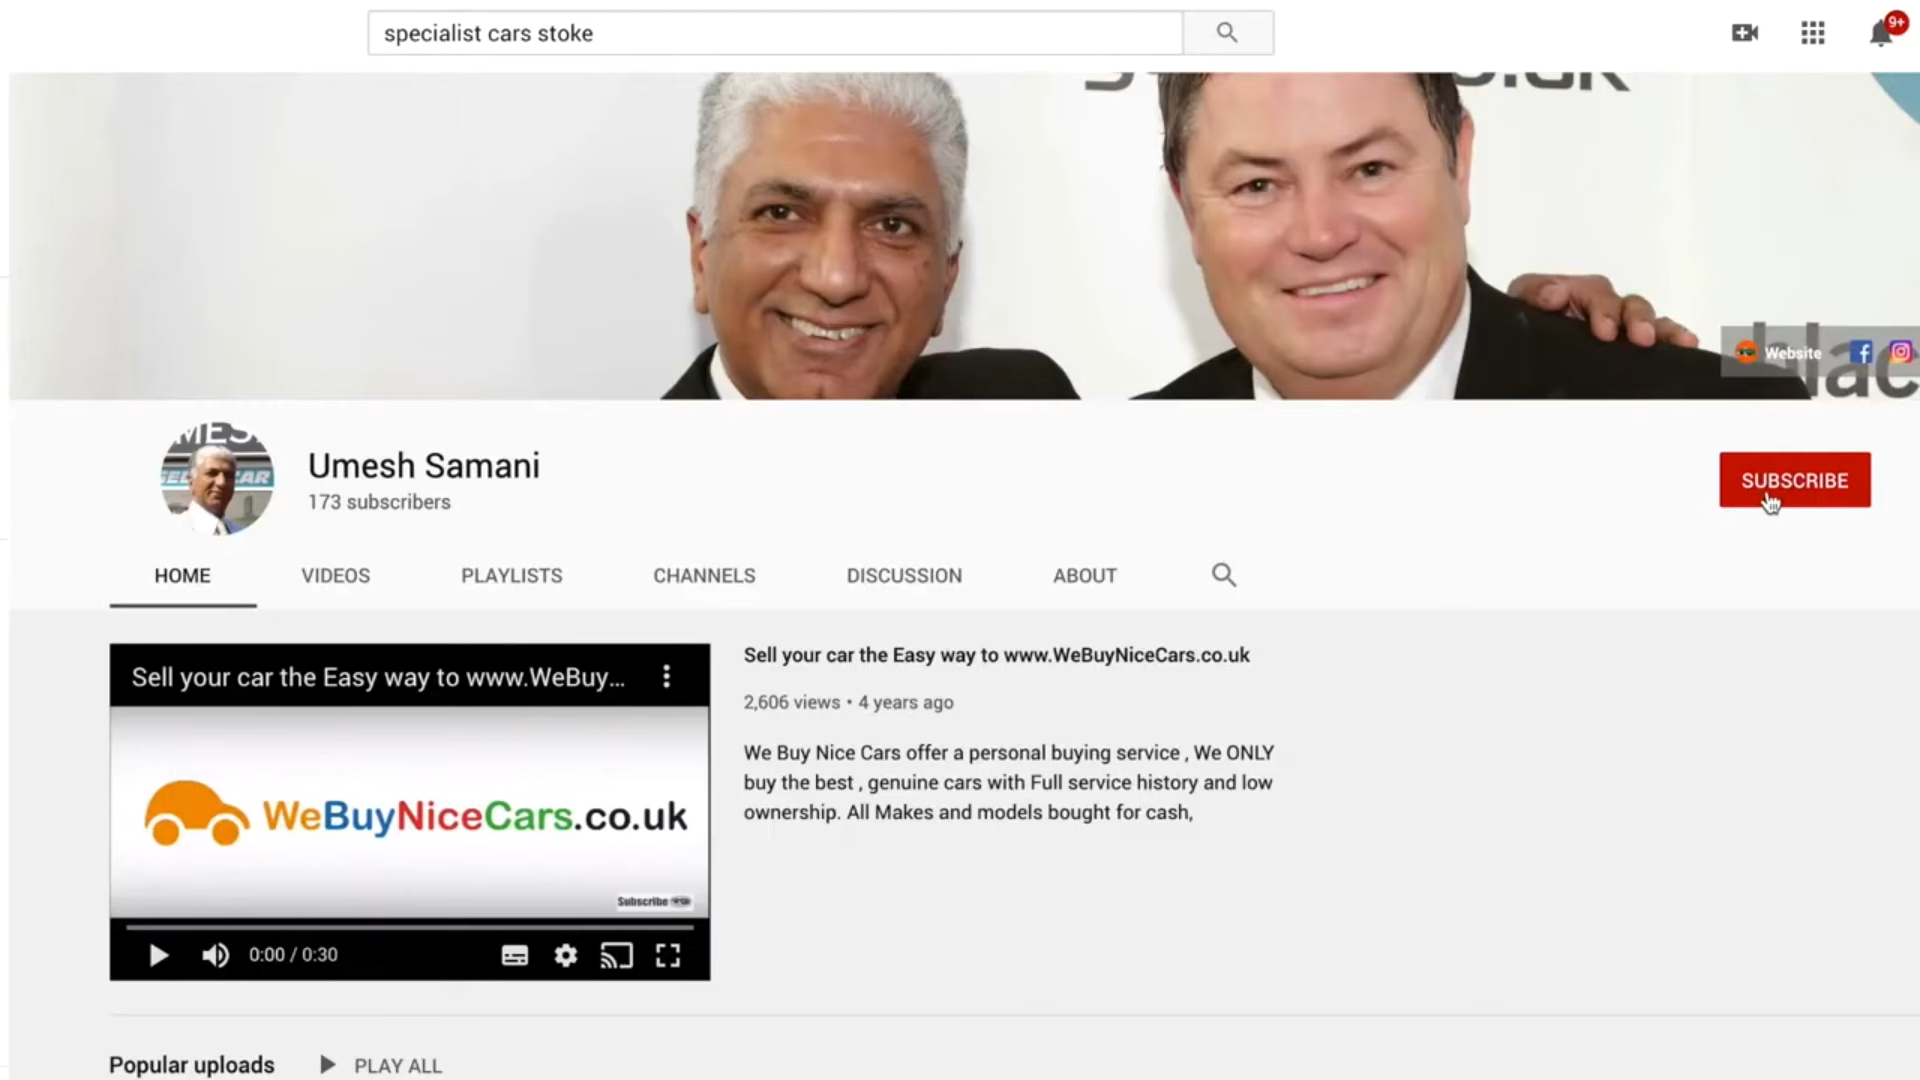 specialist cars stoke
9+
Website
Umesh Samani
173 subscribers
SUBSCRIBE
HOME
VIDEOS
PLAYLISTS
CHANNELS
DISCUSSION
ABOUT
Sell your car the Easy way to www.WeBuy...
WeBuyNiceCars.co.uk
Subscribe
0:00 / 0:30
Sell your car the Easy way to www.WeBuyNiceCars.co.uk
2,606 views • 4 years ago
We Buy Nice Cars offer a personal buying service , We ONLY
buy the best , genuine cars with Full service history and low
ownership. All Makes and models bought for cash,
Popular uploads
PLAY ALL